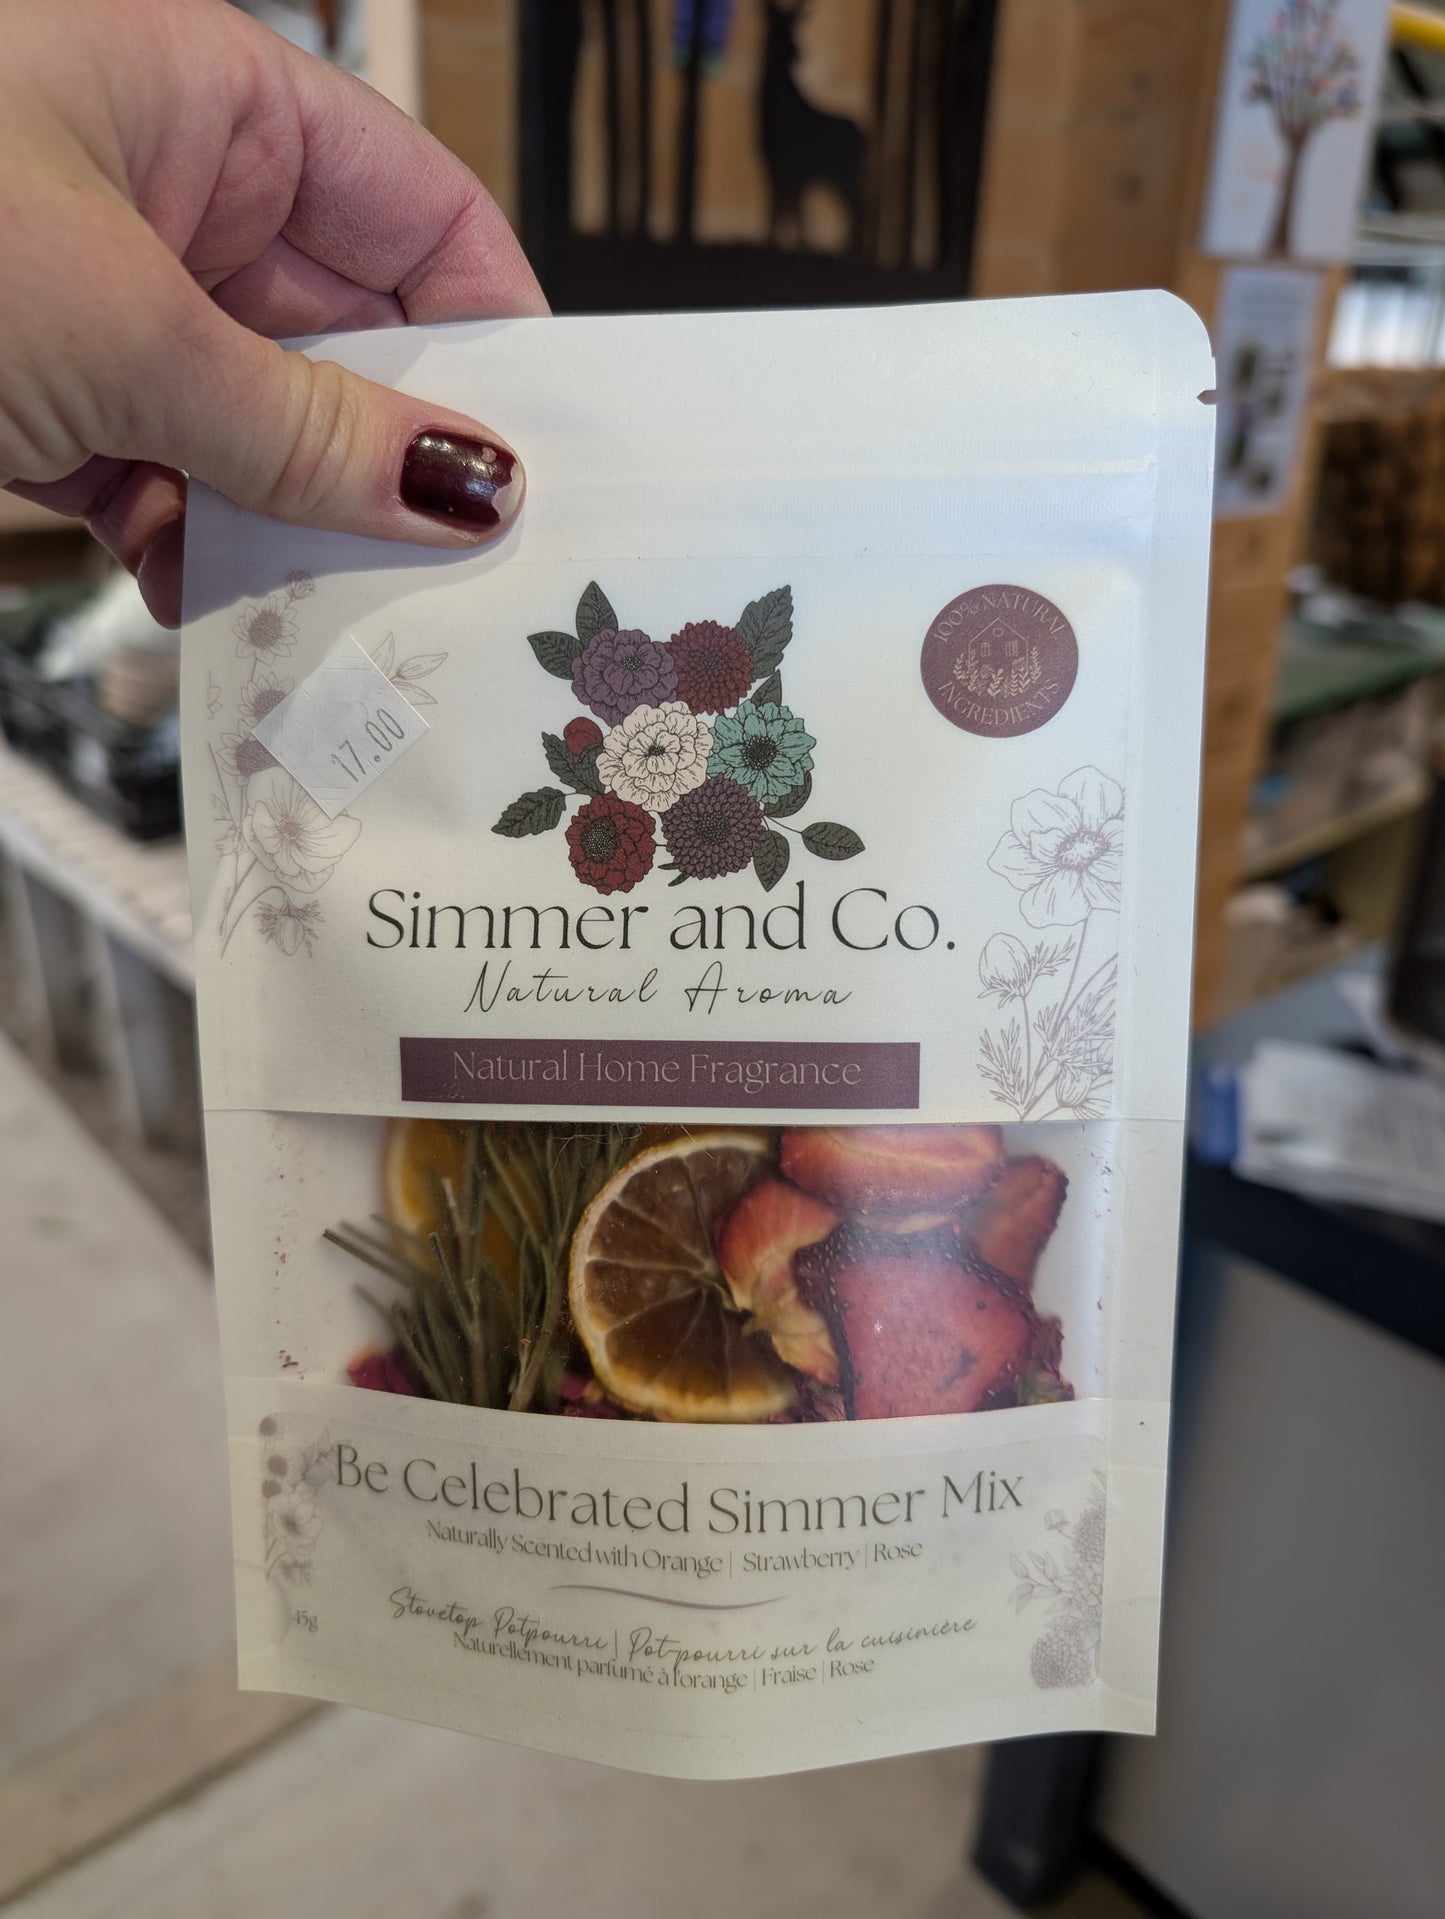 100% NATURAL
INGREDIENTS
17.00
Simmer and Co.
Natural Aroma
Natural Home Fragrance
Be Celebrated Simmer Mix
Naturally Scented with Orange | Strawberry | Rose
Stovetop Potpourri | Pot-pourri sur la cuisinière
Naturellement parfumé à l'orange | Fraise | Rose
45g